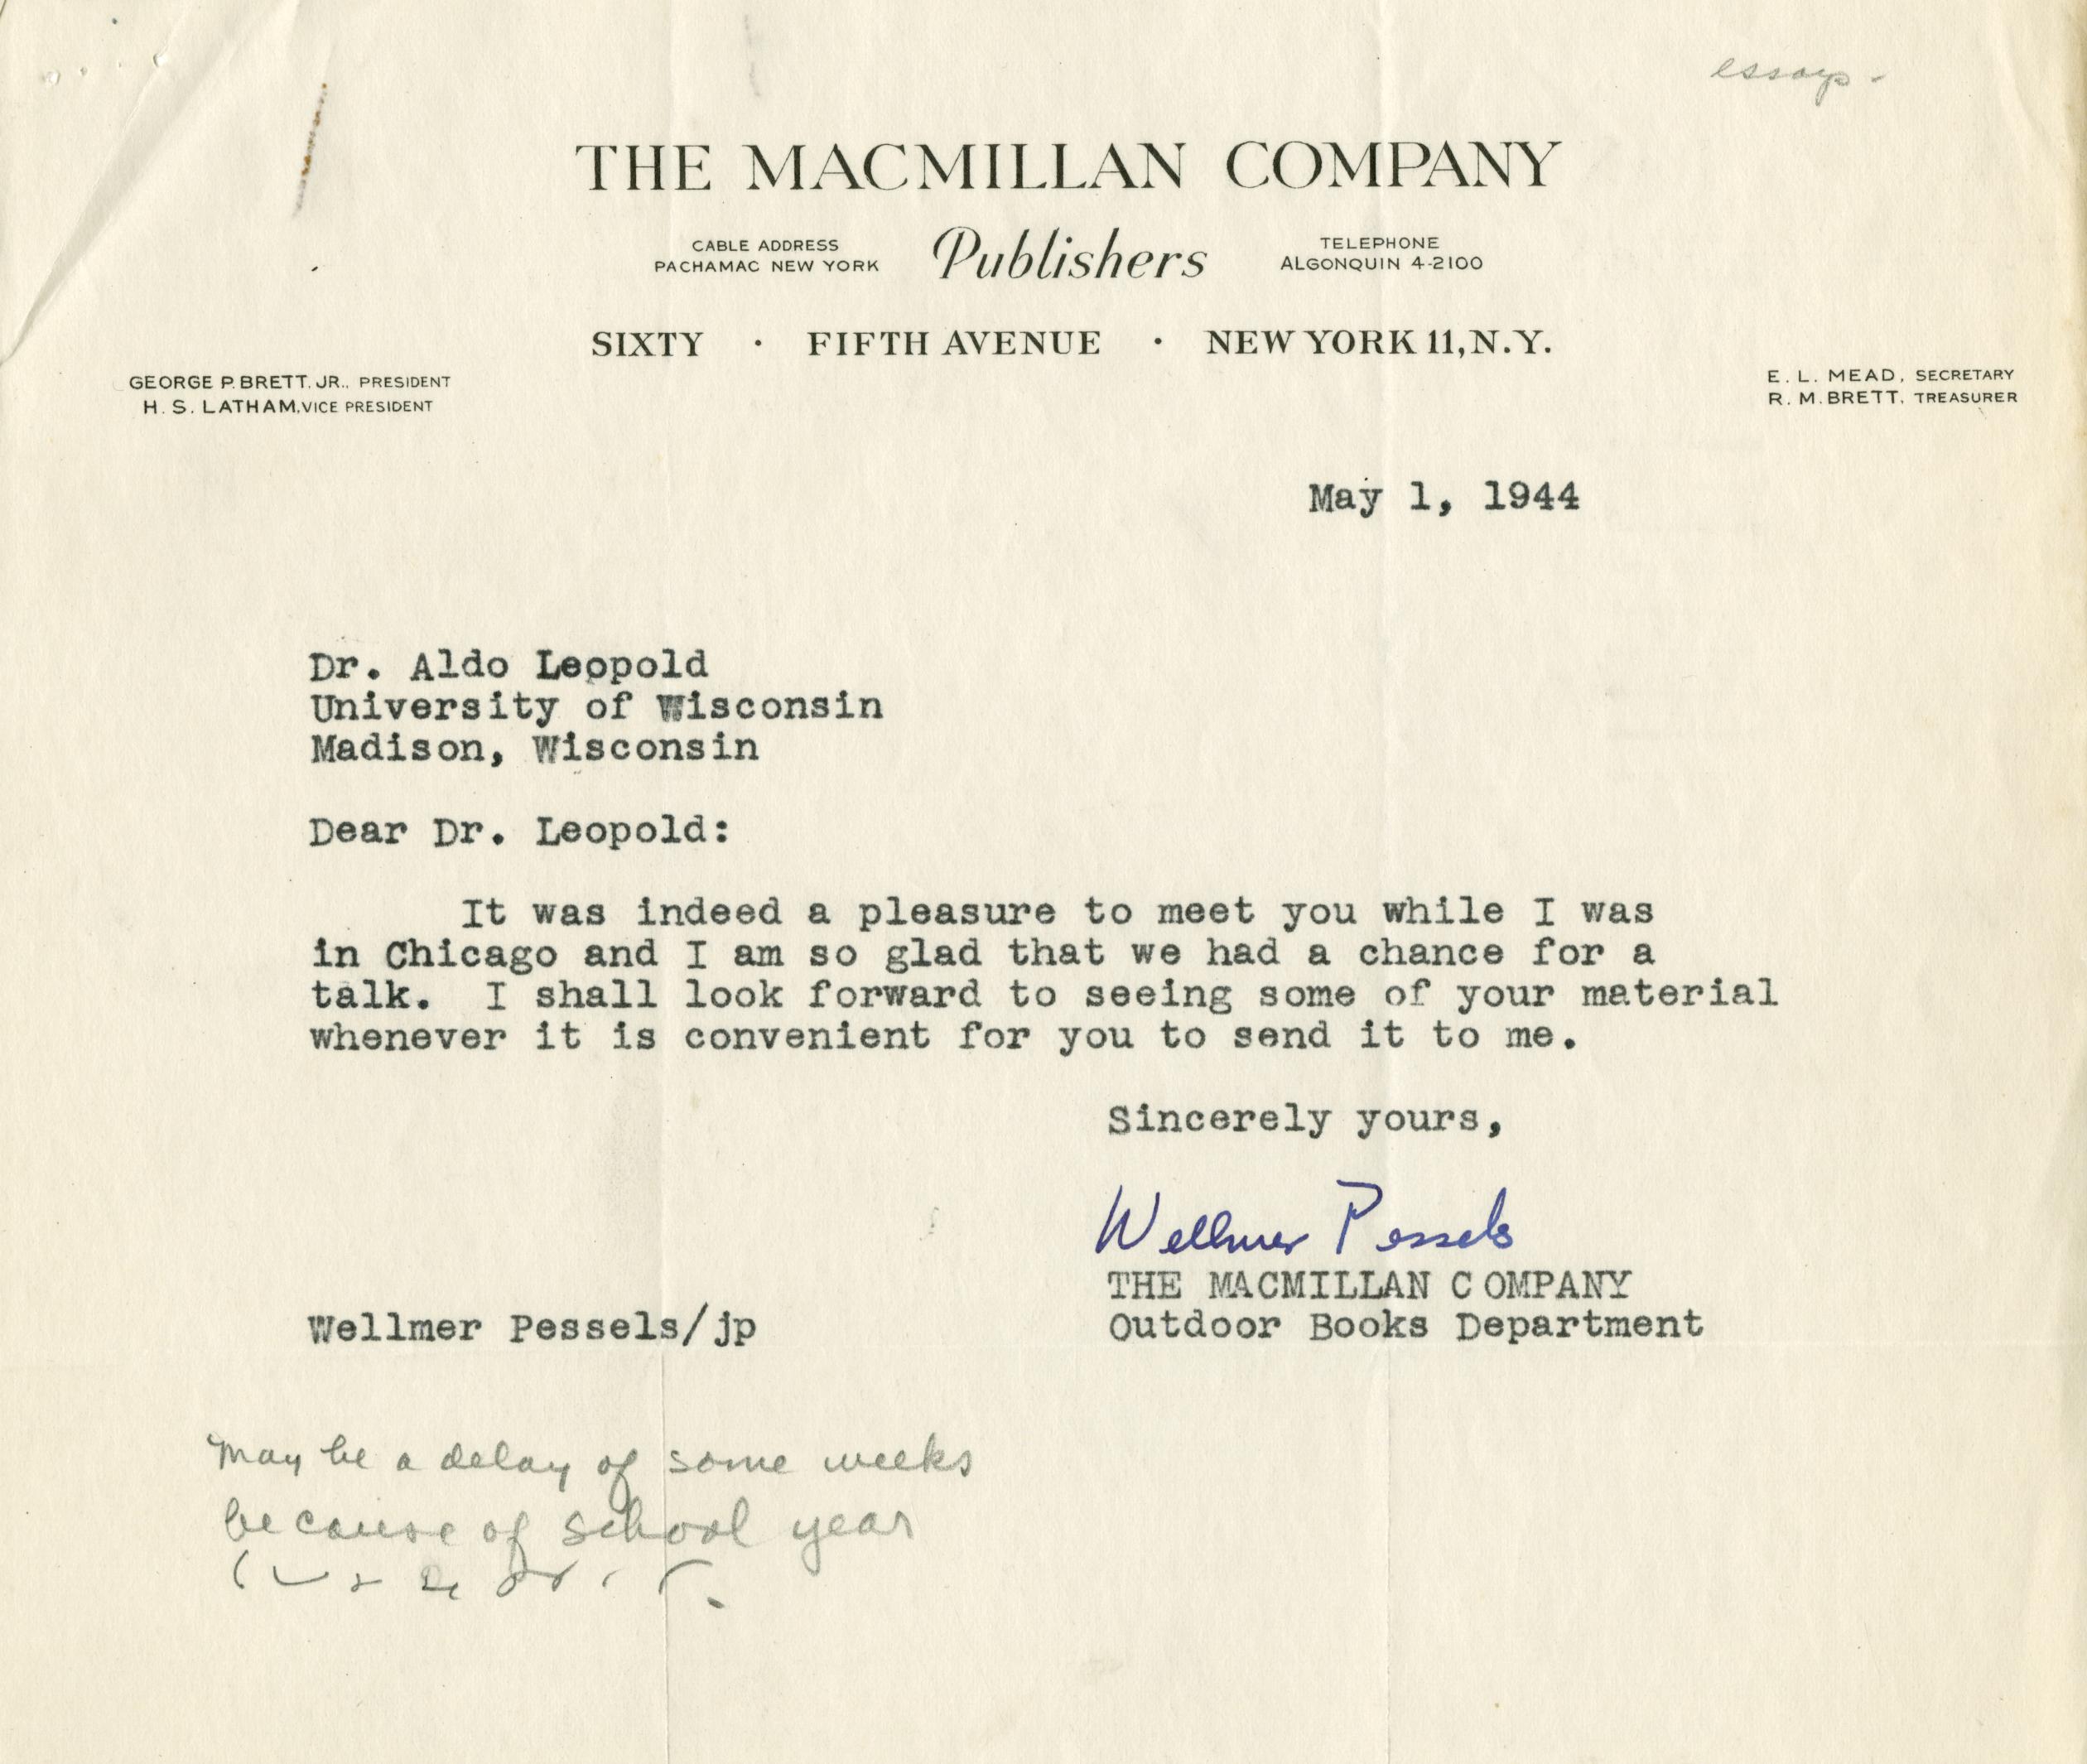 essays -
THE MACMILLAN COMPANY
CABLE ADDRESS
PACHAMAC NEW YORK
Publishers
TELEPHONE
ALGONQUIN 4-2100
SIXTY · FIFTH AVENUE · NEW YORK 11, N.Y.
GEORGE P. BRETT, JR., PRESIDENT
H. S. LATHAM, VICE PRESIDENT
E. L. MEAD, SECRETARY
R. M. BRETT, TREASURER
May 1, 1944
Dr. Aldo Leopold
University of Wisconsin
Madison, Wisconsin
Dear Dr. Leopold:
It was indeed a pleasure to meet you while I was
in Chicago and I am so glad that we had a chance for a
talk. I shall look forward to seeing some of your material
whenever it is convenient for you to send it to me.
Sincerely yours,
Wellmer Pessels
THE MACMILLAN C OMPANY
Outdoor Books Department
Wellmer Pessels/jp
May be a delay of some weeks
because of school year